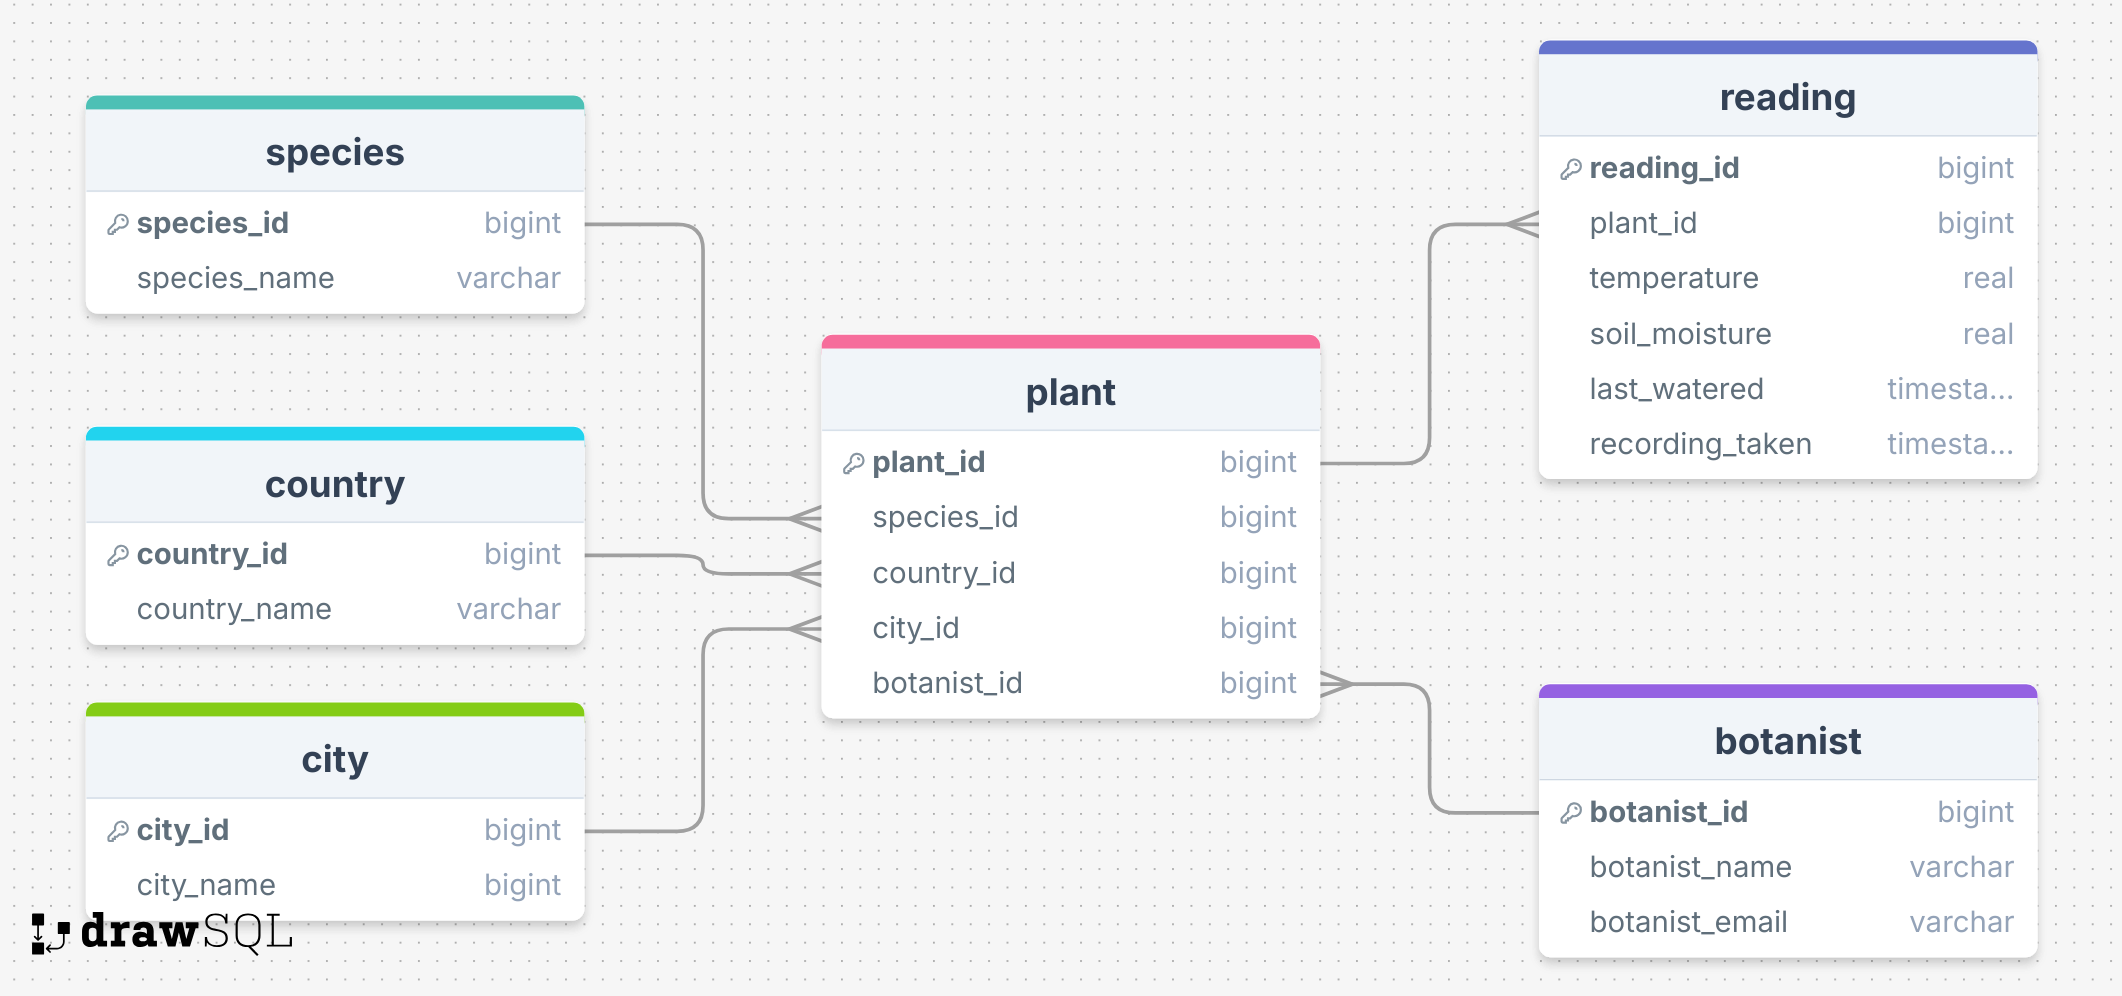 species
species_id bigint
species_name varchar
country
country_id bigint
country_name varchar
city
city_id bigint
city_name bigint
plant
plant_id bigint
species_id bigint
country_id bigint
city_id bigint
botanist_id bigint
reading
reading_id bigint
plant_id bigint
temperature real
soil_moisture real
last_watered timesta...
recording_taken timesta...
botanist
botanist_id bigint
botanist_name varchar
botanist_email varchar
drawSQL